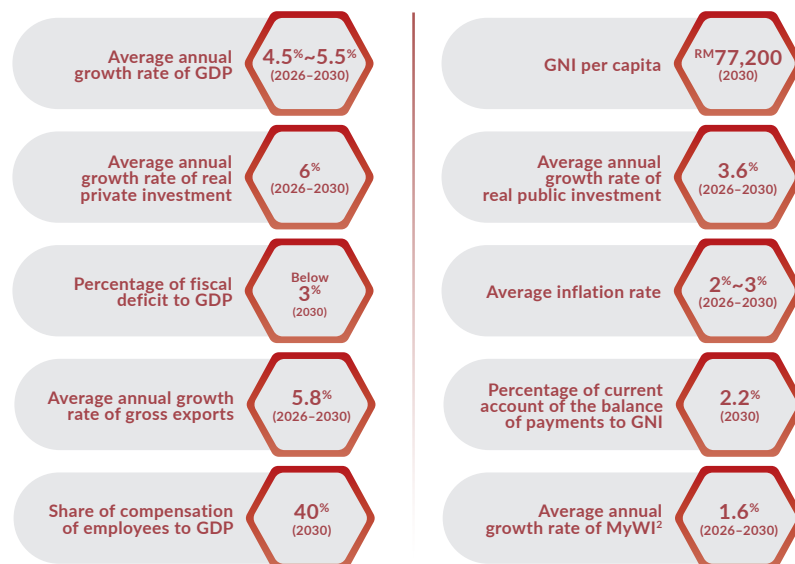 Average annual
growth rate of GDP
4.5%~5.5%
(2026–2030)
Average annual
growth rate of real
private investment
6%
(2026–2030)
Percentage of fiscal
deficit to GDP
Below
3%
(2030)
Average annual growth
rate of gross exports
5.8%
(2026–2030)
Share of compensation
of employees to GDP
40%
(2030)
GNI per capita
RM77,200
(2030)
Average annual
growth rate of
real public investment
3.6%
(2026–2030)
Average inflation rate
2%~3%
(2026–2030)
Percentage of current
account of the balance
of payments to GNI
2.2%
(2030)
Average annual
growth rate of MyWI²
1.6%
(2026–2030)